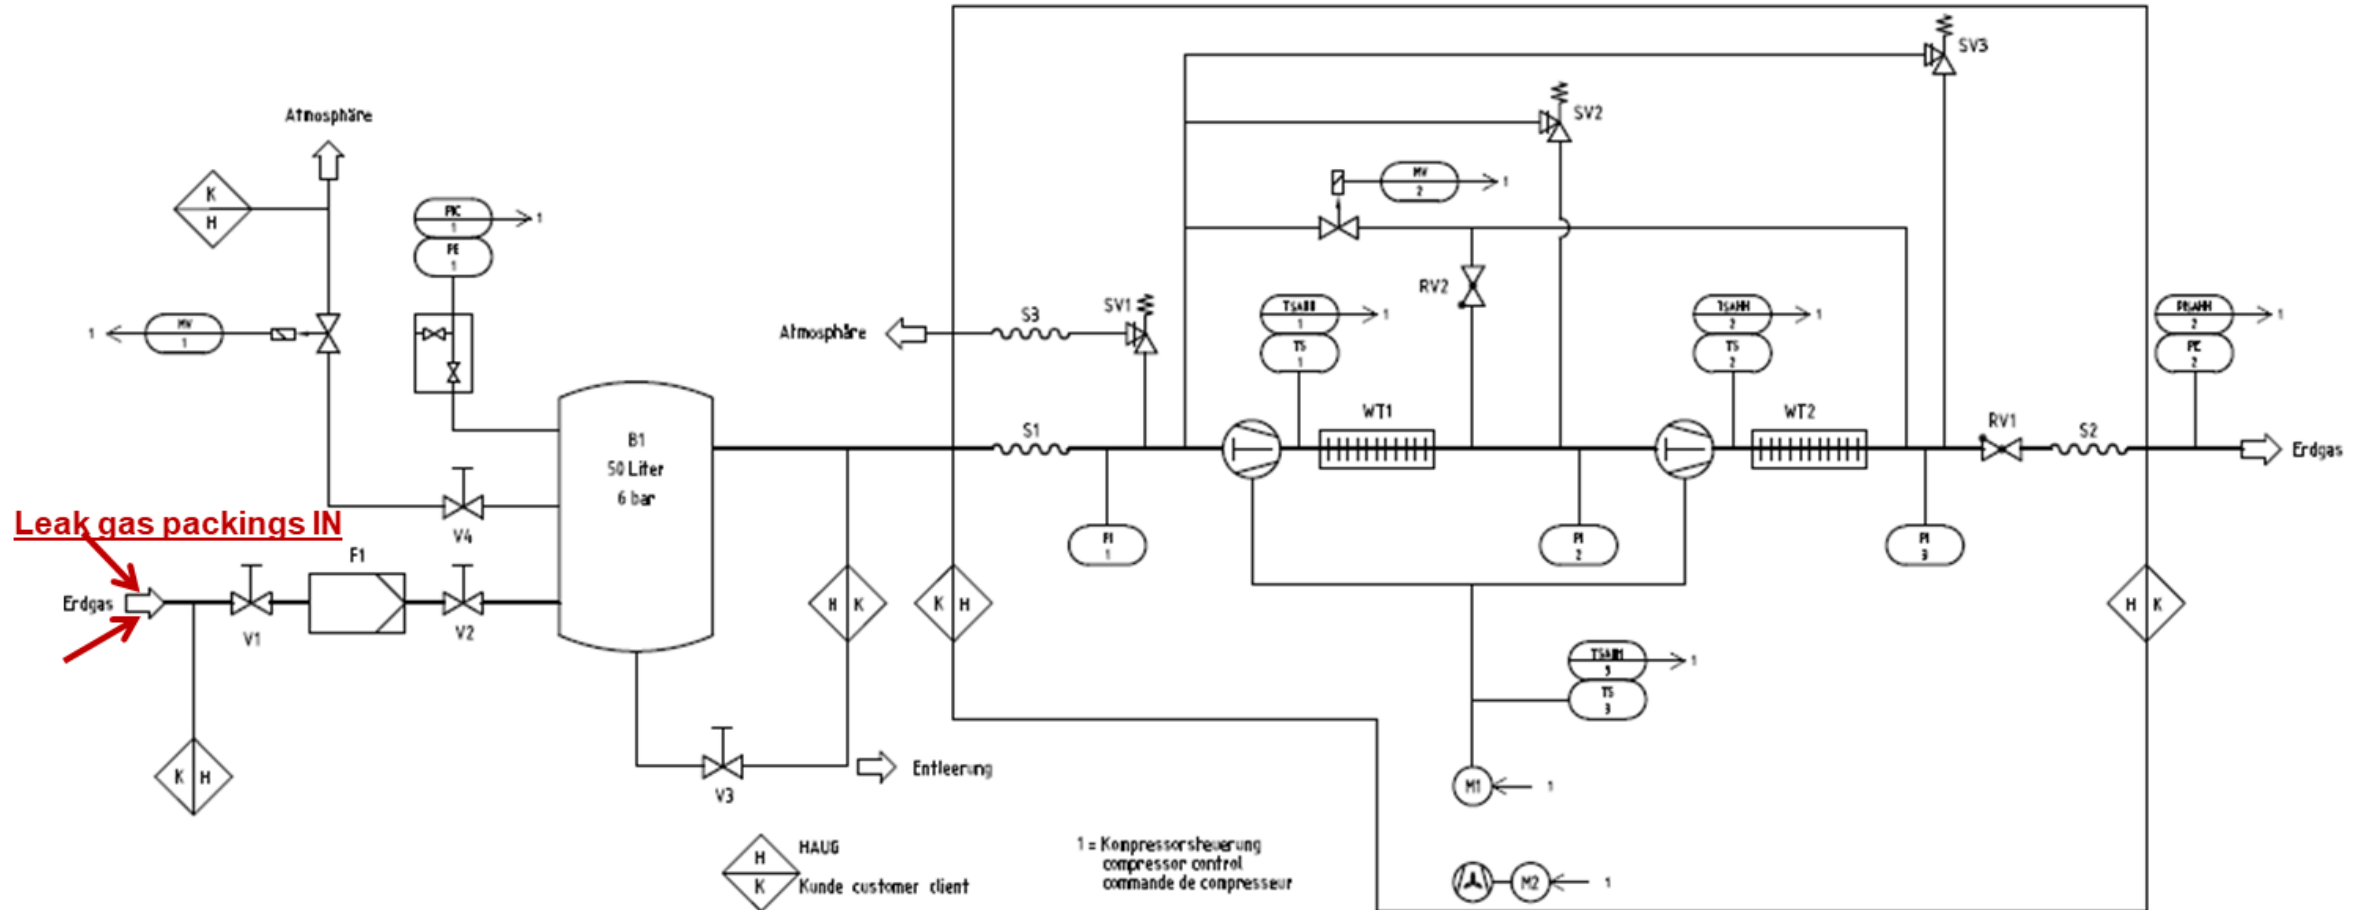 Atmosphäre
K
H
PIC
1
1
PE
1
1
MV
1
Leak gas packings IN
Erdgas
V1
F1
V2
V4
K H
B1
50 Liter
6 bar
V3
Entleerung
H K
K H
Atmosphäre
S3
SV1
S1
PI
1
SV2
SV3
MV
2
1
RV2
1
TS
1
WT1
1
TSAHH
2
1
TS
2
WT2
PI
2
PI
3
RV1
S2
2
1
PE
2
Erdgas
H K
1
TS
3
M1
1
M2
1
H
K
HAUG
Kunde customer client
1 = Kompressorsteuerung
compressor control
commande de compresseur